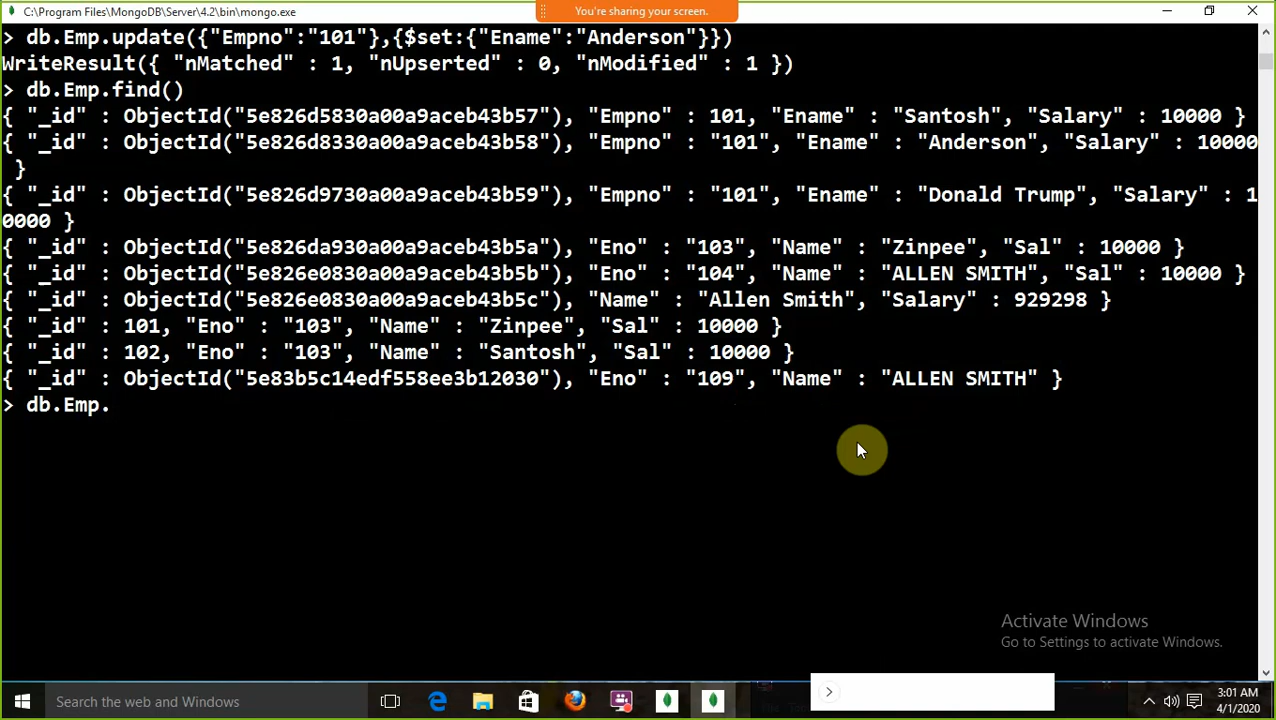 C:\Program Files\MongoDB\Server\4.2\bin\mongo.exe
You're sharing your screen.
> db.Emp.update({"Empno":"101"},{$set:{"Ename":"Anderson"}})
WriteResult({ "nMatched" : 1, "nUpserted" : 0, "nModified" : 1 })
> db.Emp.find()
{ "_id" : ObjectId("5e826d5830a00a9aceb43b57"), "Empno" : 101, "Ename" : "Santosh", "Salary" : 10000 }
{ "_id" : ObjectId("5e826d8330a00a9aceb43b58"), "Empno" : "101", "Ename" : "Anderson", "Salary" : 10000
}
{ "_id" : ObjectId("5e826d9730a00a9aceb43b59"), "Empno" : "101", "Ename" : "Donald Trump", "Salary" : 1
0000 }
{ "_id" : ObjectId("5e826da930a00a9aceb43b5a"), "Eno" : "103", "Name" : "Zinpee", "Sal" : 10000 }
{ "_id" : ObjectId("5e826e0830a00a9aceb43b5b"), "Eno" : "104", "Name" : "ALLEN SMITH", "Sal" : 10000 }
{ "_id" : ObjectId("5e826e0830a00a9aceb43b5c"), "Name" : "Allen Smith", "Salary" : 929298 }
{ "_id" : 101, "Eno" : "103", "Name" : "Zinpee", "Sal" : 10000 }
{ "_id" : 102, "Eno" : "103", "Name" : "Santosh", "Sal" : 10000 }
{ "_id" : ObjectId("5e83b5c14edf558ee3b12030"), "Eno" : "109", "Name" : "ALLEN SMITH" }
> db.Emp.
Activate Windows
Go to Settings to activate Windows.
Search the web and Windows
3:01 AM
4/1/2020